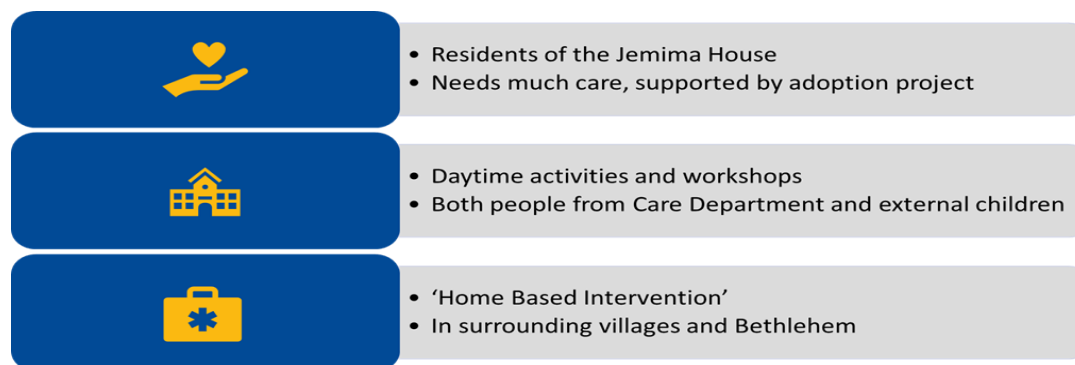 • Residents of the Jemima House
• Needs much care, supported by adoption project
• Daytime activities and workshops
• Both people from Care Department and external children
• ‘Home Based Intervention’
• In surrounding villages and Bethlehem